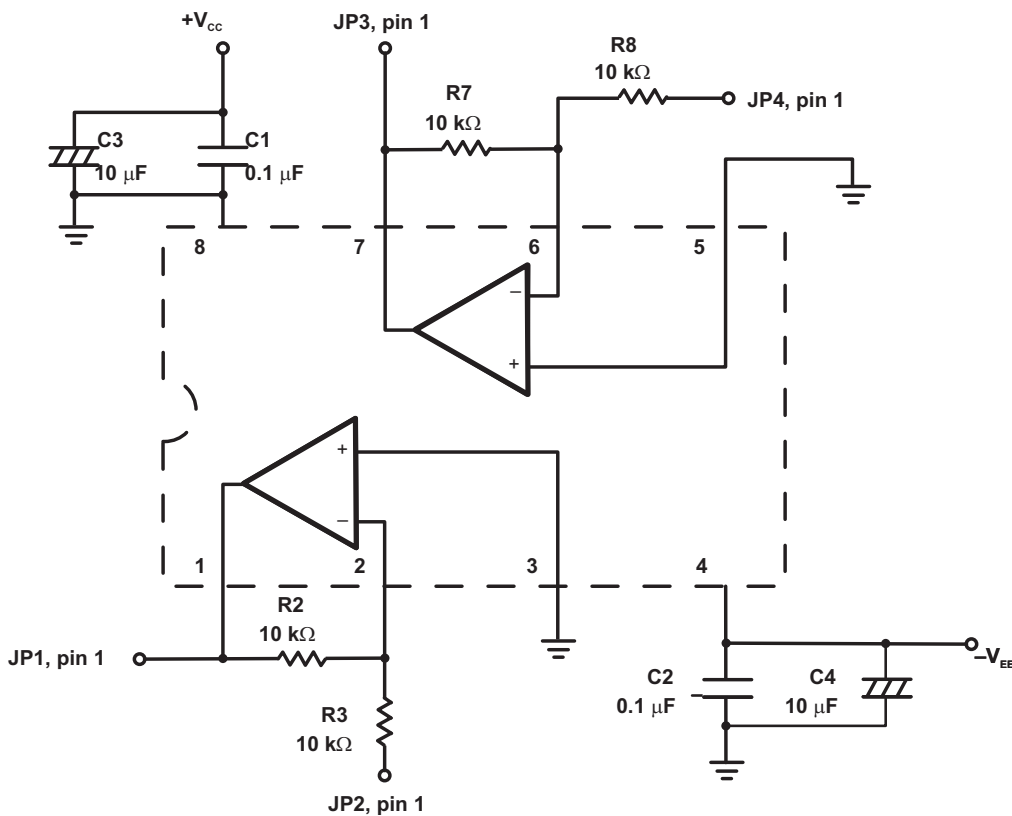 +VCC
JP3, pin 1
R8
10 kΩ
JP4, pin 1
R7
10 kΩ
C3
10 μF
C1
0.1 μF
8
7
6
5
−
+
+
−
1
2
3
4
R2
10 kΩ
JP1, pin 1
R3
10 kΩ
JP2, pin 1
C2
0.1 μF
C4
10 μF
−VEE